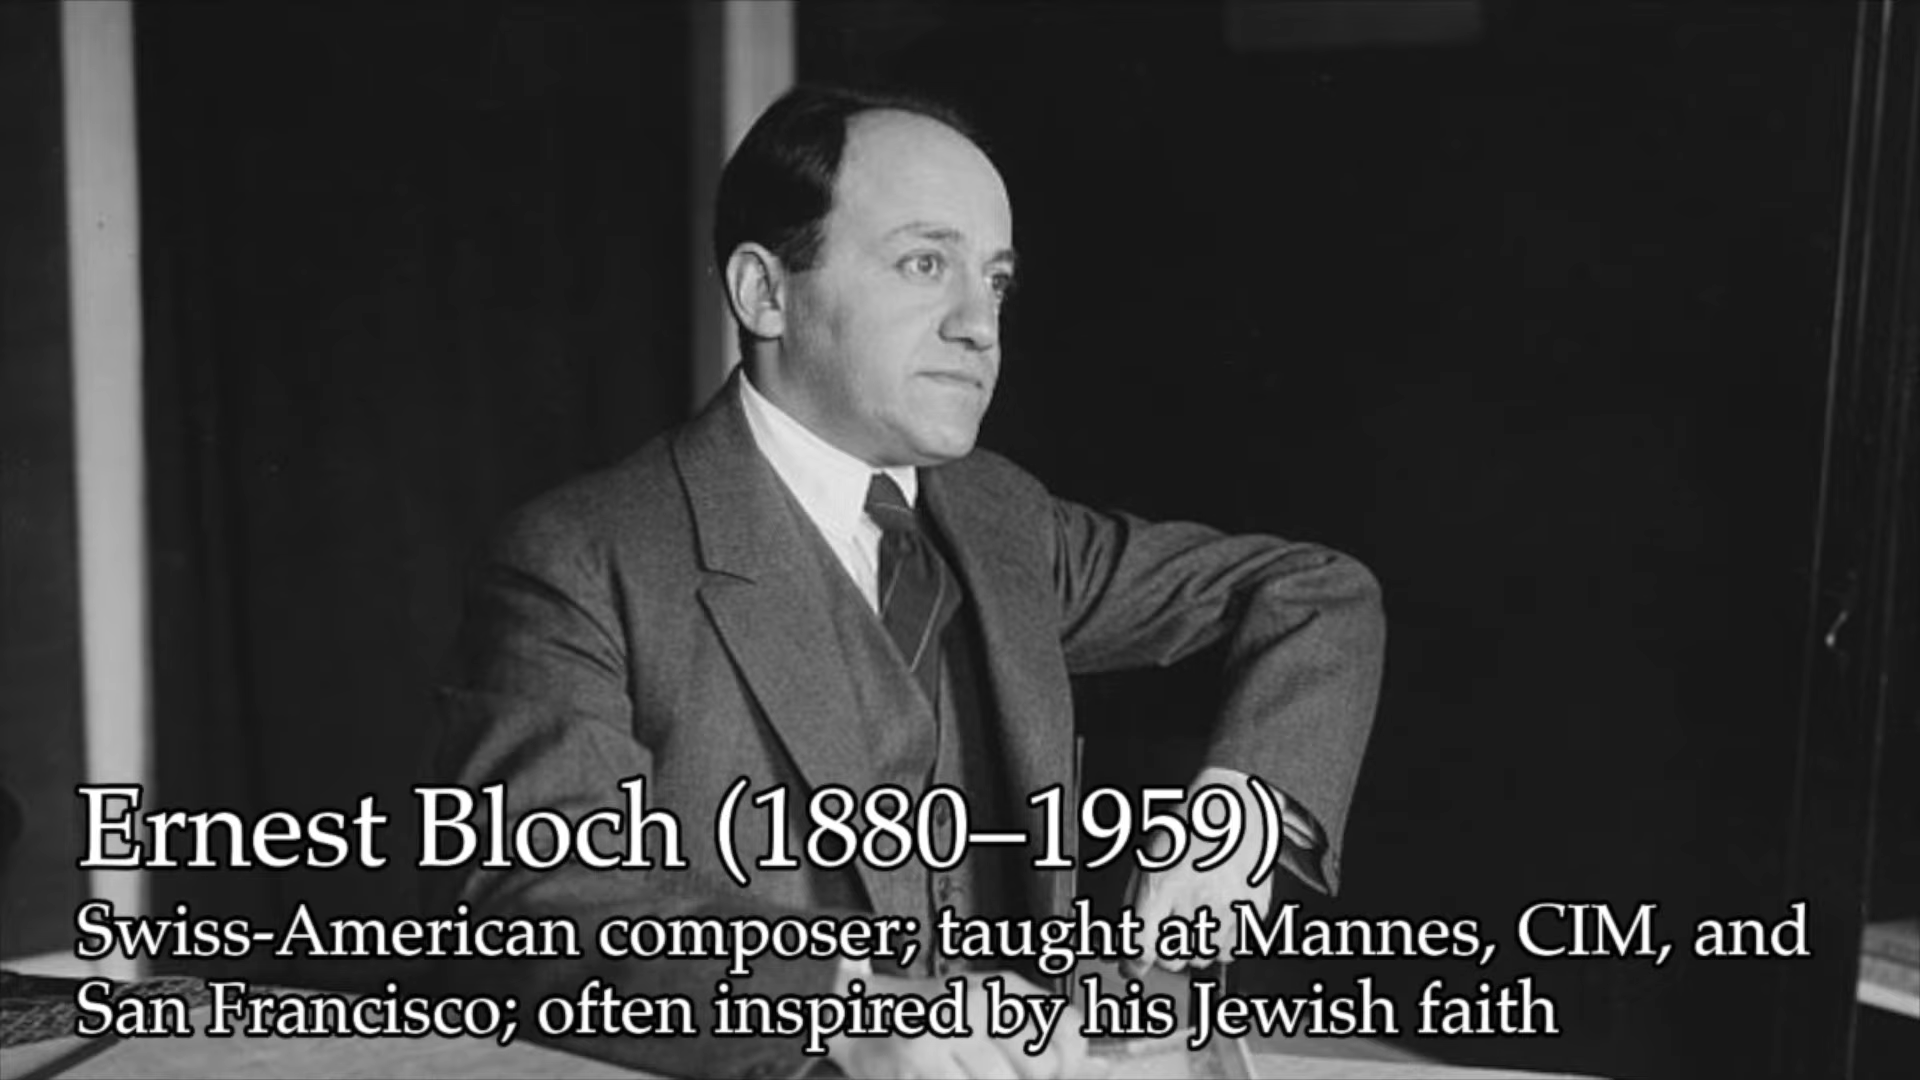 Ernest Bloch (1880–1959)
Swiss-American composer; taught at Mannes, CIM, and
San Francisco; often inspired by his Jewish faith